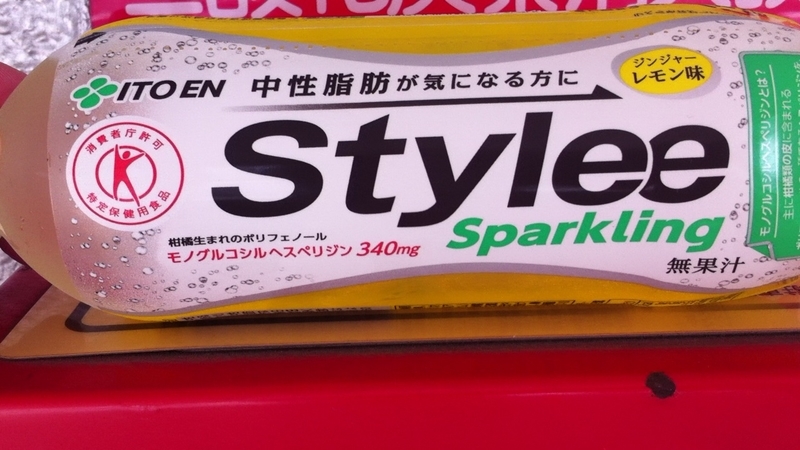 ITO EN
中性脂肪が気になる方に
ジンジャー
レモン味
消費者庁許可
特定保健用食品
Stylee
Sparkling
柑橘生まれのポリフェノール
モノグルコシルヘスペリジン 340mg
無果汁
モノグルコシルヘスペリジンとは?
主に柑橘類の皮に含まれる